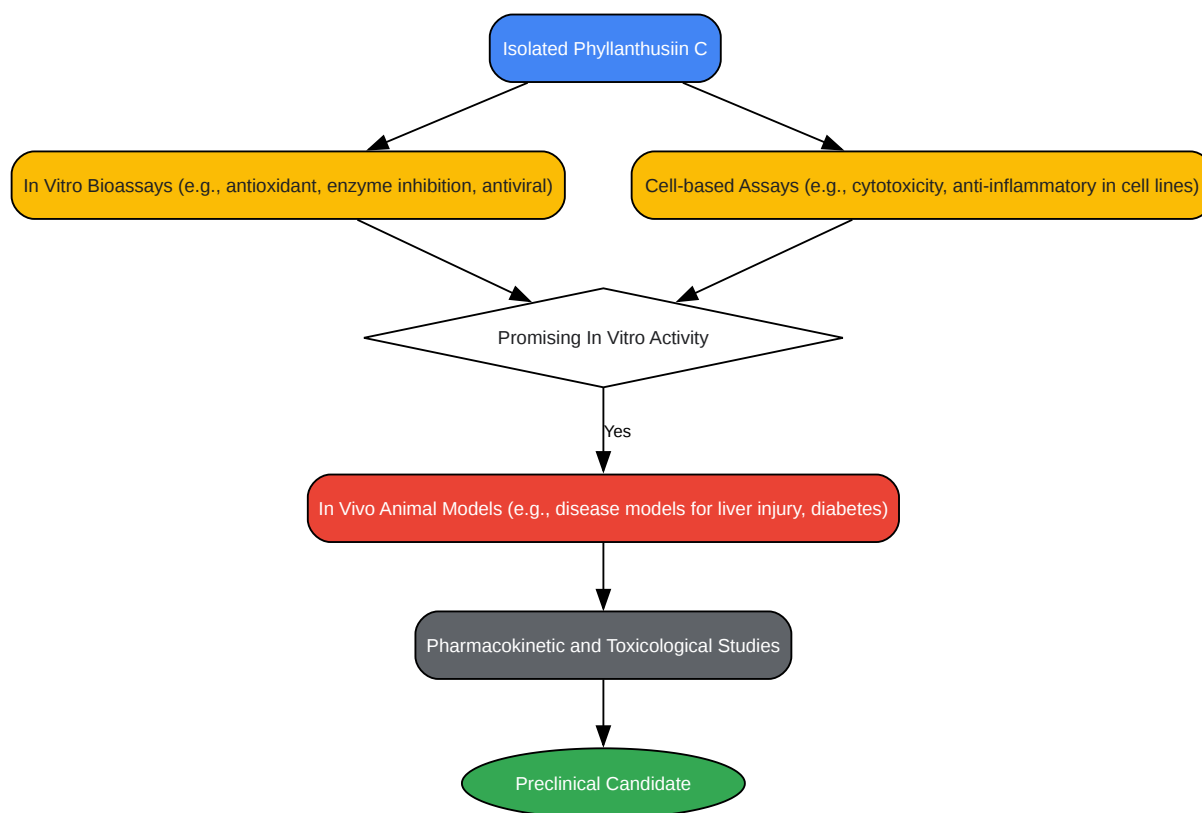 Isolated Phyllanthusiin C
In Vitro Bioassays (e.g., antioxidant, enzyme inhibition, antiviral)
Cell-based Assays (e.g., cytotoxicity, anti-inflammatory in cell lines)
Promising In Vitro Activity
Yes
In Vivo Animal Models (e.g., disease models for liver injury, diabetes)
Pharmacokinetic and Toxicological Studies
Preclinical Candidate